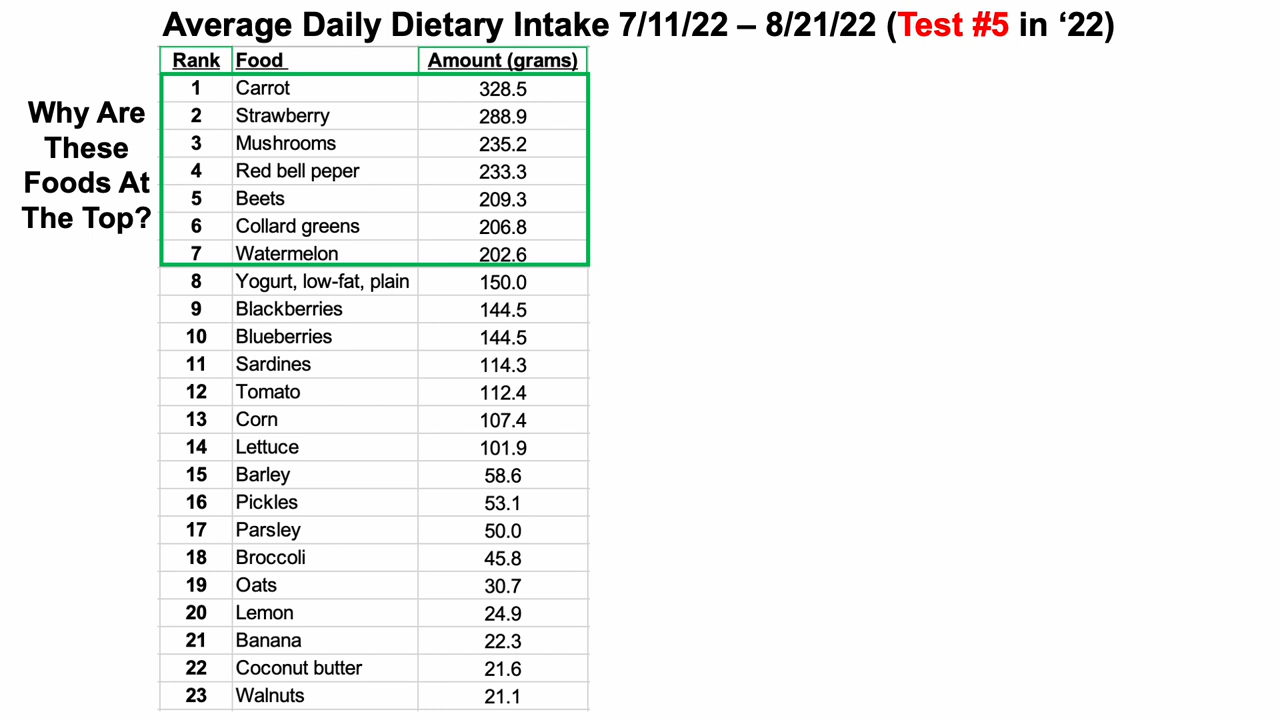 Average Daily Dietary Intake 7/11/22 – 8/21/22 (Test #5 in ‘22)
Why Are
These
Foods At
The Top?
Rank Food Amount (grams)
1 Carrot 328.5
2 Strawberry 288.9
3 Mushrooms 235.2
4 Red bell peper 233.3
5 Beets 209.3
6 Collard greens 206.8
7 Watermelon 202.6
8 Yogurt, low-fat, plain 150.0
9 Blackberries 144.5
10 Blueberries 144.5
11 Sardines 114.3
12 Tomato 112.4
13 Corn 107.4
14 Lettuce 101.9
15 Barley 58.6
16 Pickles 53.1
17 Parsley 50.0
18 Broccoli 45.8
19 Oats 30.7
20 Lemon 24.9
21 Banana 22.3
22 Coconut butter 21.6
23 Walnuts 21.1